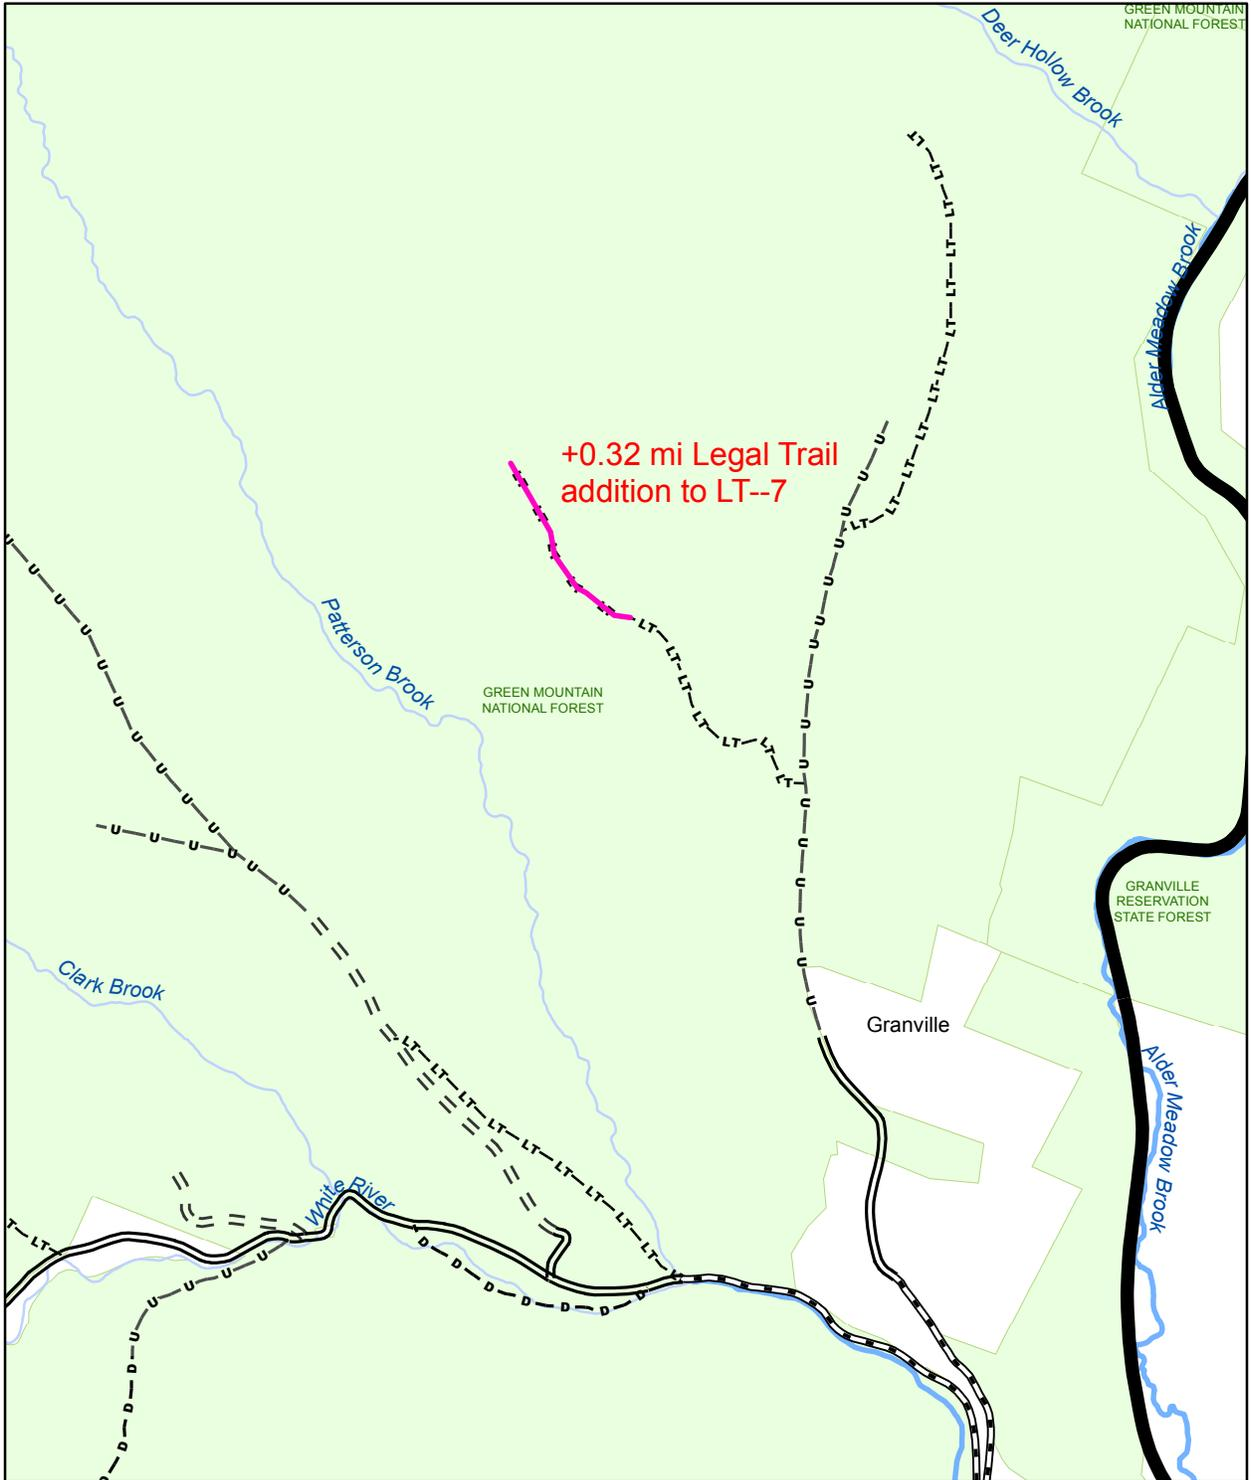 GREEN MOUNTAIN
NATIONAL FOREST
Deer Hollow Brook
Alder Meadow Brook
+0.32 mi Legal Trail
addition to LT--7
Patterson Brook
GREEN MOUNTAIN
NATIONAL FOREST
GRANVILLE
RESERVATION
STATE FOREST
Clark Brook
Granville
Alder Meadow Brook
White River